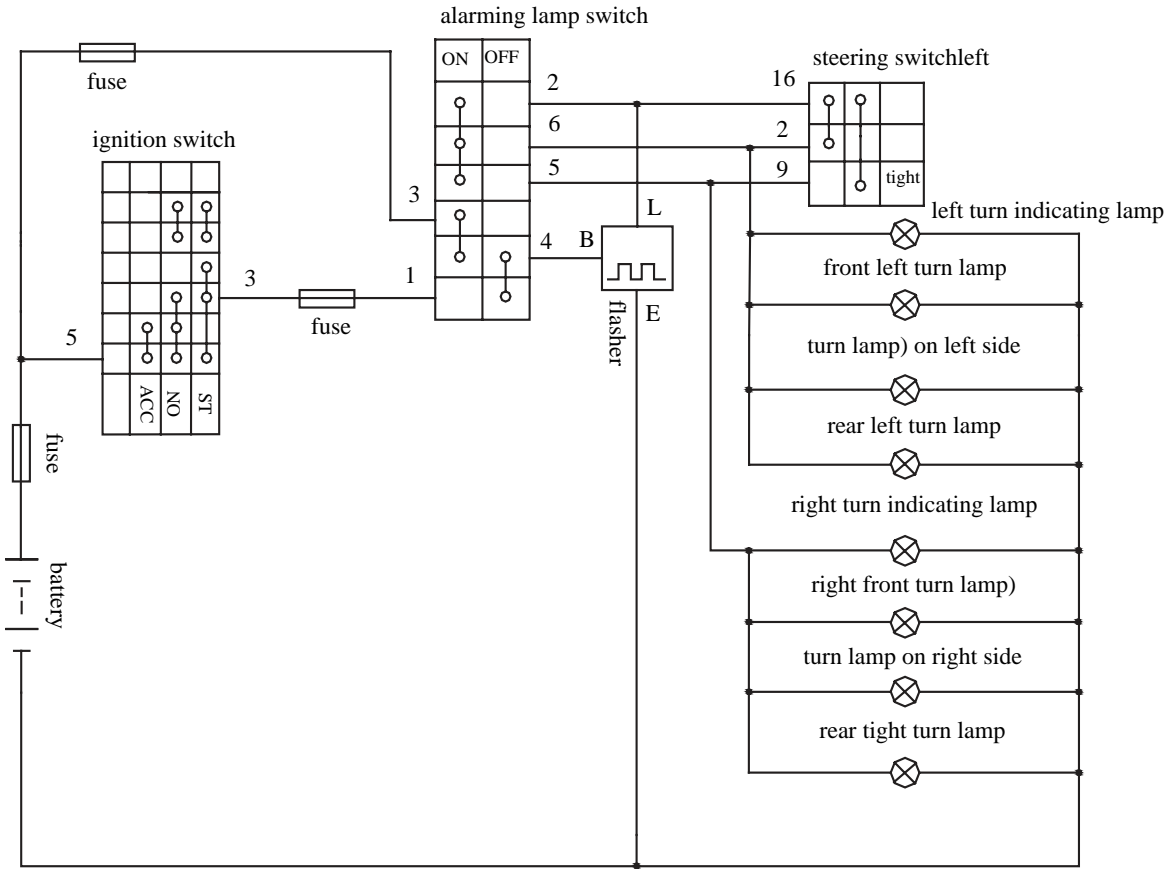 alarming lamp switch
fuse
ON OFF
steering switchleft
2
16
6
2
ignition switch
5
9
tight
3
left turn indicating lamp
L
4
B
front left turn lamp
3
1
E
fuse
flasher
5
turn lamp) on left side
ACC
NO
ST
rear left turn lamp
fuse
right turn indicating lamp
battery
right front turn lamp)
turn lamp on right side
rear tight turn lamp